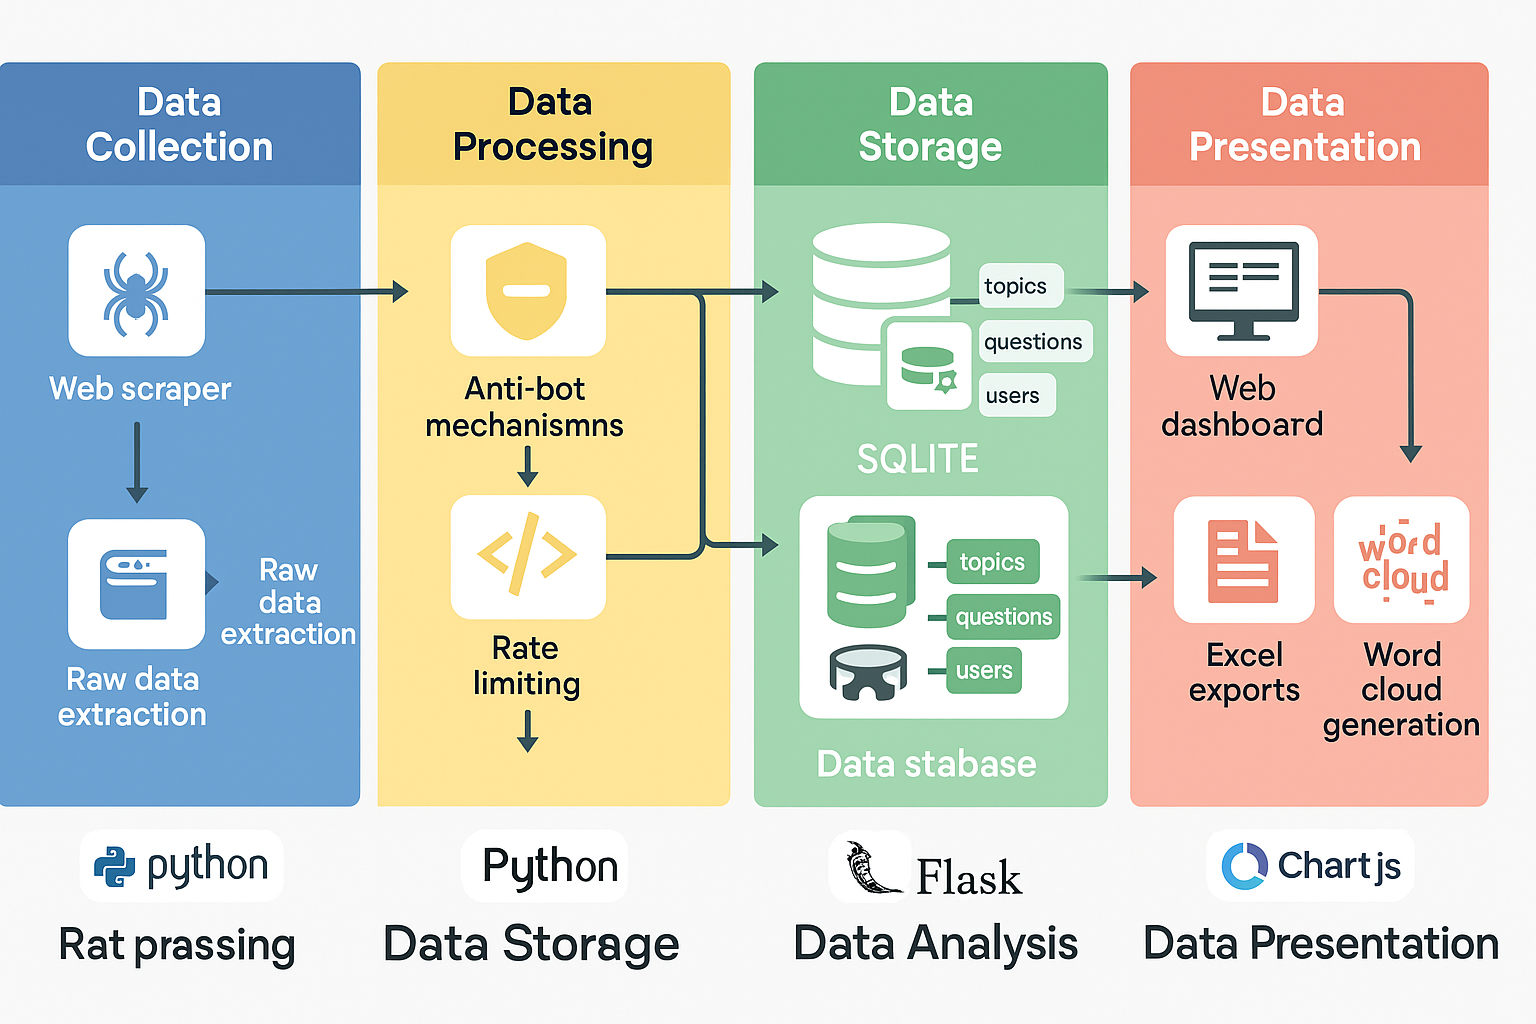 Data
Collection
Web scraper
Raw
data
extraction
Raw data
extraction
Data
Processing
Anti-bot
mechanismns
Rate
limiting
Data
Storage
topics
questions
users
SQLITE
topics
questions
users
Data stabase
Data
Presentation
Web
dashboard
word
cloud
Excel
exports
Word
cloud
generation
python
Python
Flask
Chart js
Rat prassing
Data Storage
Data Analysis
Data Presentation